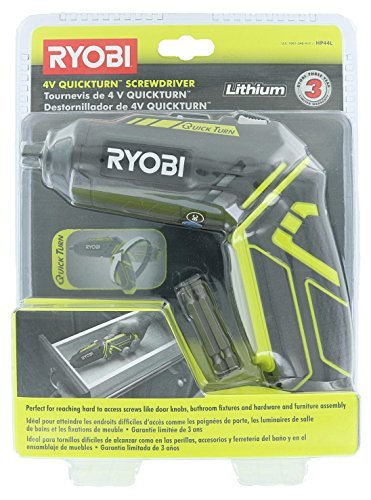 RYOBI
HP44L
4V QUICKTURN™ SCREWDRIVER
Tournevis de 4 V QUICKTURN™
Destornillador de 4V QUICKTURN™
Lithium
3
QUICK TURN
RYOBI
QUICK TURN
Perfect for reaching hard to access screws like door knobs, bathroom fixtures and hardware and furniture assembly
Idéal pour atteindre les endroits difficiles d'accès comme les poignées de porte, les luminaires de salle
de bains et les fixations de meuble • Garantie limitée de 3 ans
Ideal para tornillos difíciles de alcanzar como en las perillas, accesorios y ferretería del baño y en el
ensamblaje de muebles • Garantía limitada de 3 años